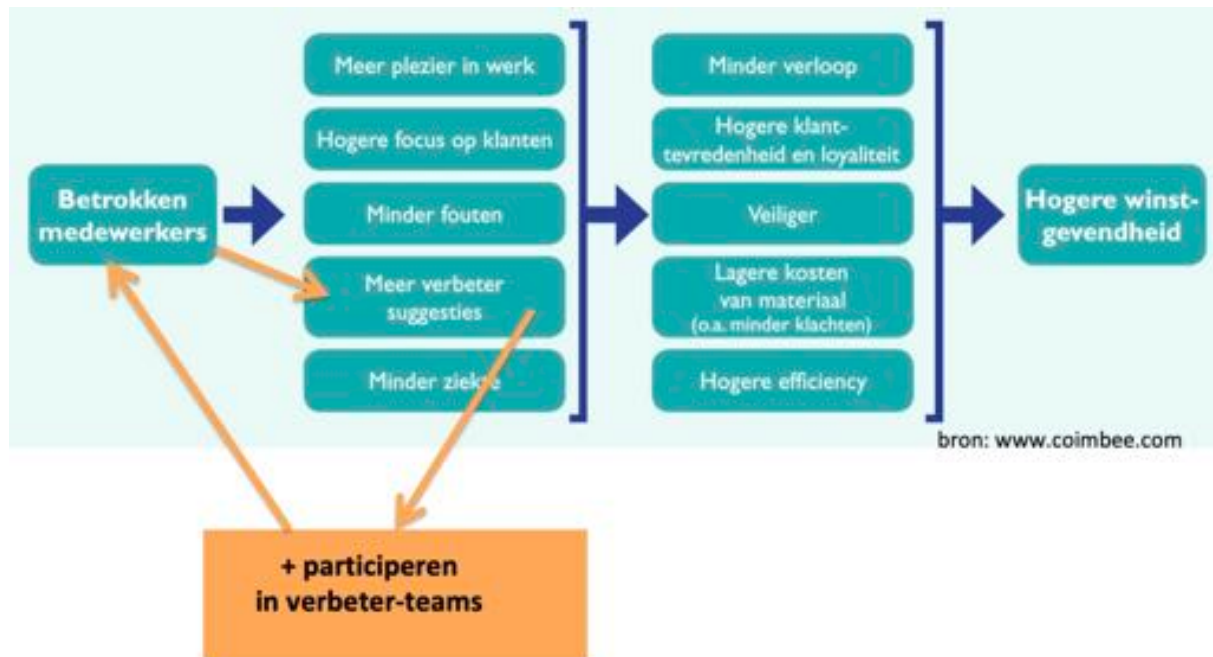 Betrokken
medewerkers
Meer plezier in werk
Hogere focus op klanten
Minder fouten
Meer verbeter
suggesties
Minder ziekte
Minder verloop
Hogere klant-
tevredenheid en loyaliteit
Veiliger
Lagere kosten
van materiaal
(o.a. minder klachten)
Hogere efficiency
Hogere winst-
gevendheid
bron: www.coimbee.com
+ participeren
in verbeter-teams